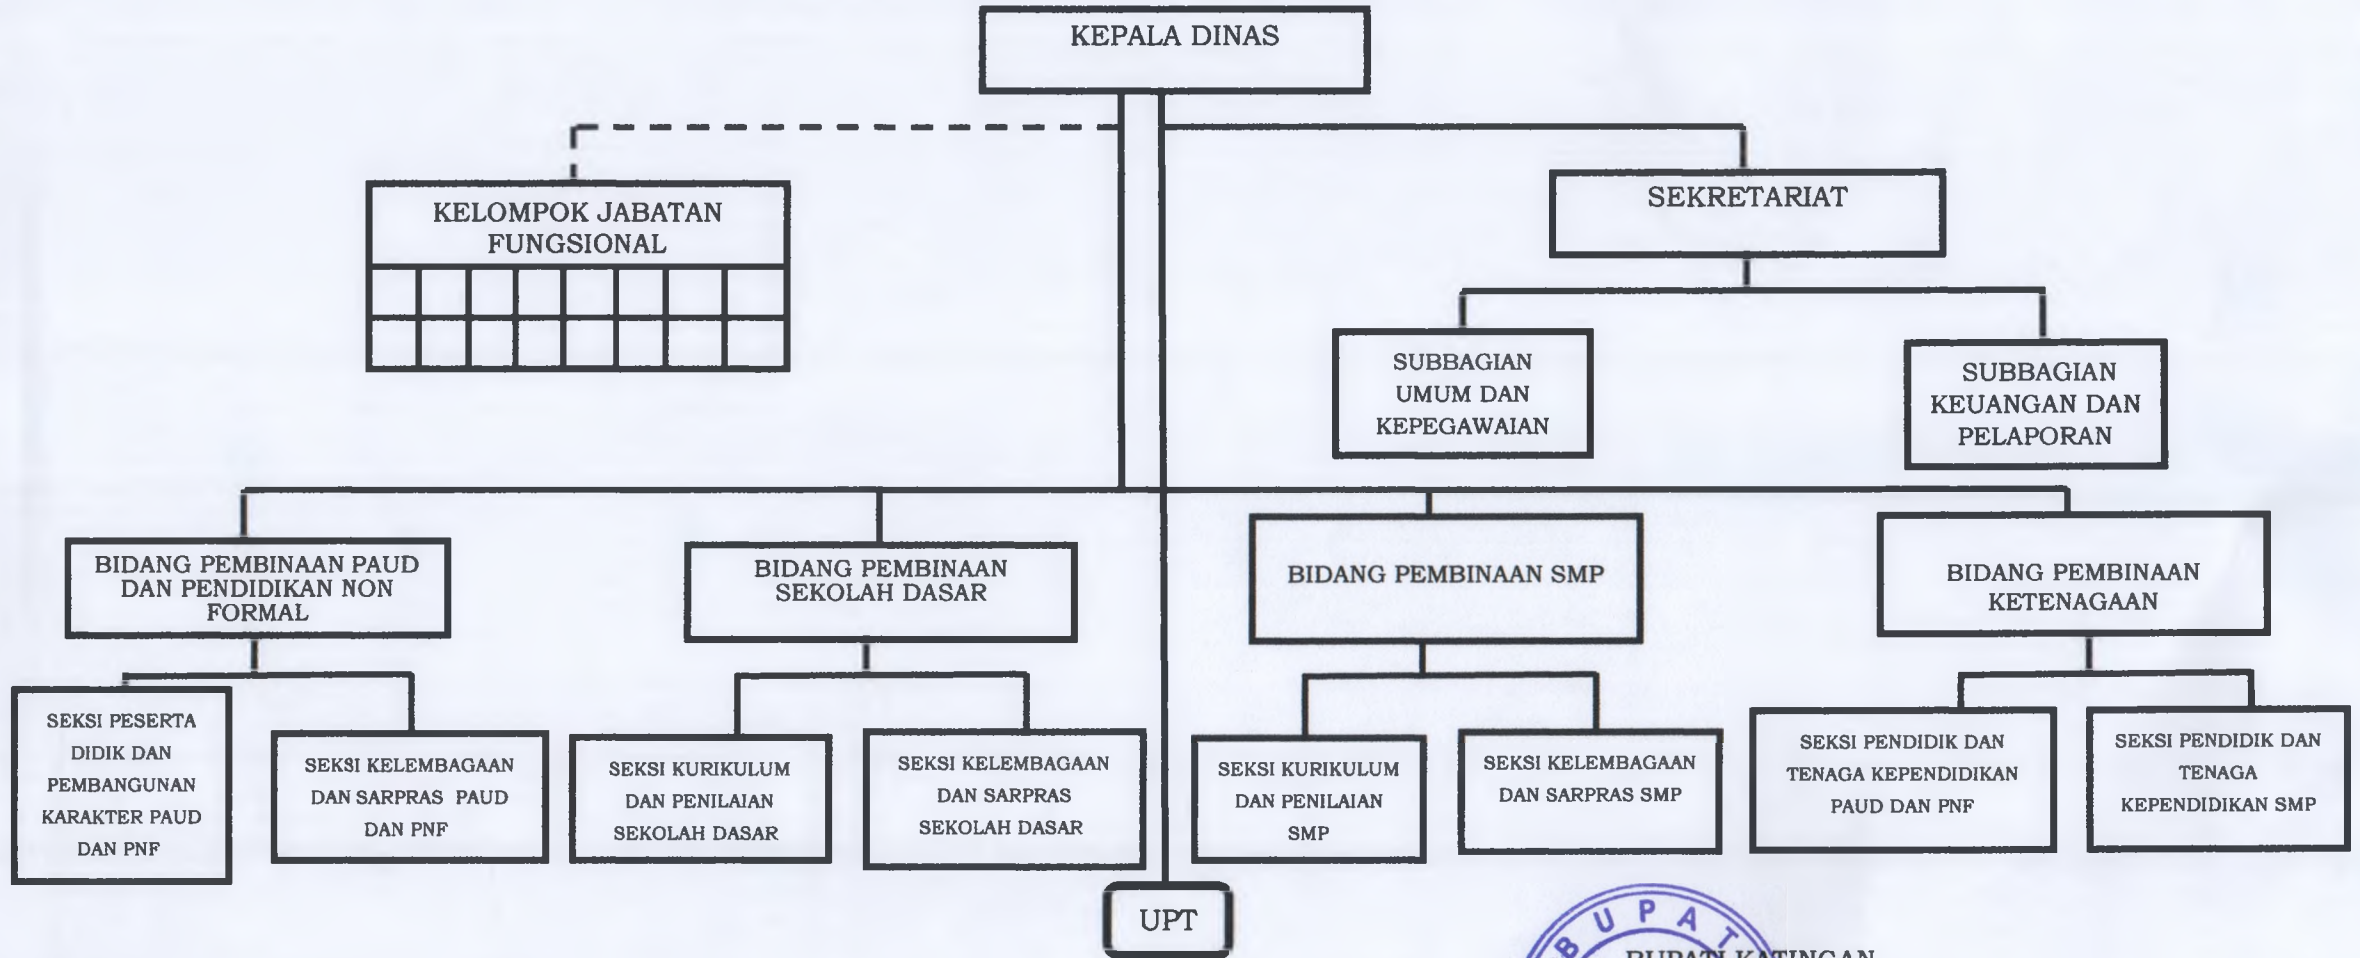 KEPALA DINAS
KELOMPOK JABATAN
FUNGSIONAL
SEKRETARIAT
SUBBAGIAN
UMUM DAN
KEPEGAWAIAN
SUBBAGIAN
KEUANGAN DAN
PELAPORAN
BIDANG PEMBINAAN PAUD
DAN PENDIDIKAN NON
FORMAL
BIDANG PEMBINAAN
SEKOLAH DASAR
BIDANG PEMBINAAN SMP
BIDANG PEMBINAAN
KETENAGAAN
SEKSI PESERTA
DIDIK DAN
PEMBANGUNAN
KARAKTER PAUD
DAN PNF
SEKSI KELEMBAGAAN
DAN SARPRAS PAUD
DAN PNF
SEKSI KURIKULUM
DAN PENILAIAN
SEKOLAH DASAR
SEKSI KELEMBAGAAN
DAN SARPRAS
SEKOLAH DASAR
SEKSI KURIKULUM
DAN PENILAIAN
SMP
SEKSI KELEMBAGAAN
DAN SARPRAS SMP
SEKSI PENDIDIK DAN
TENAGA KEPENDIDIKAN
PAUD DAN PNF
SEKSI PENDIDIK DAN
TENAGA
KEPENDIDIKAN SMP
UPT
BUPAT
BUPATI KATINGAN